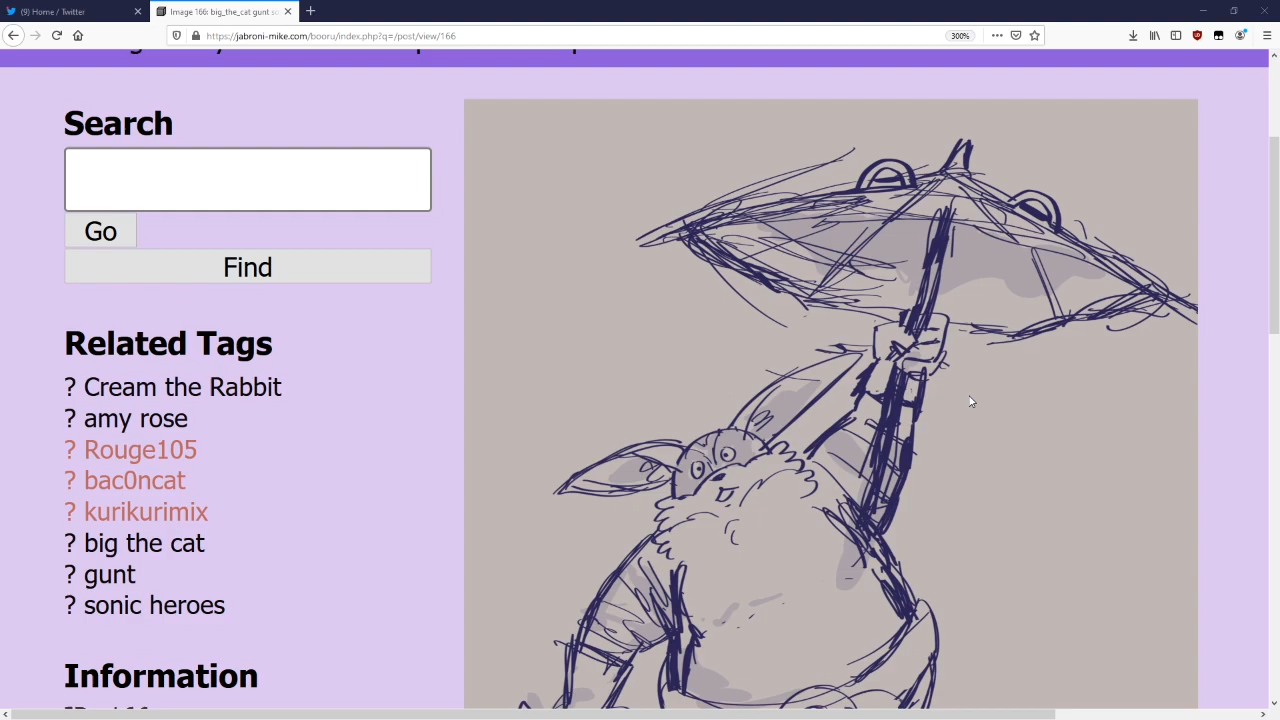 (9) Home / Twitter
Image 166: big_the_cat gunt so
https://jabroni-mike.com/booru/index.php?q=/post/view/166
300%
Search
Go
Find
Related Tags
? Cream the Rabbit
? amy rose
? Rouge105
? bac0ncat
? kurikurimix
? big the cat
? gunt
? sonic heroes
Information